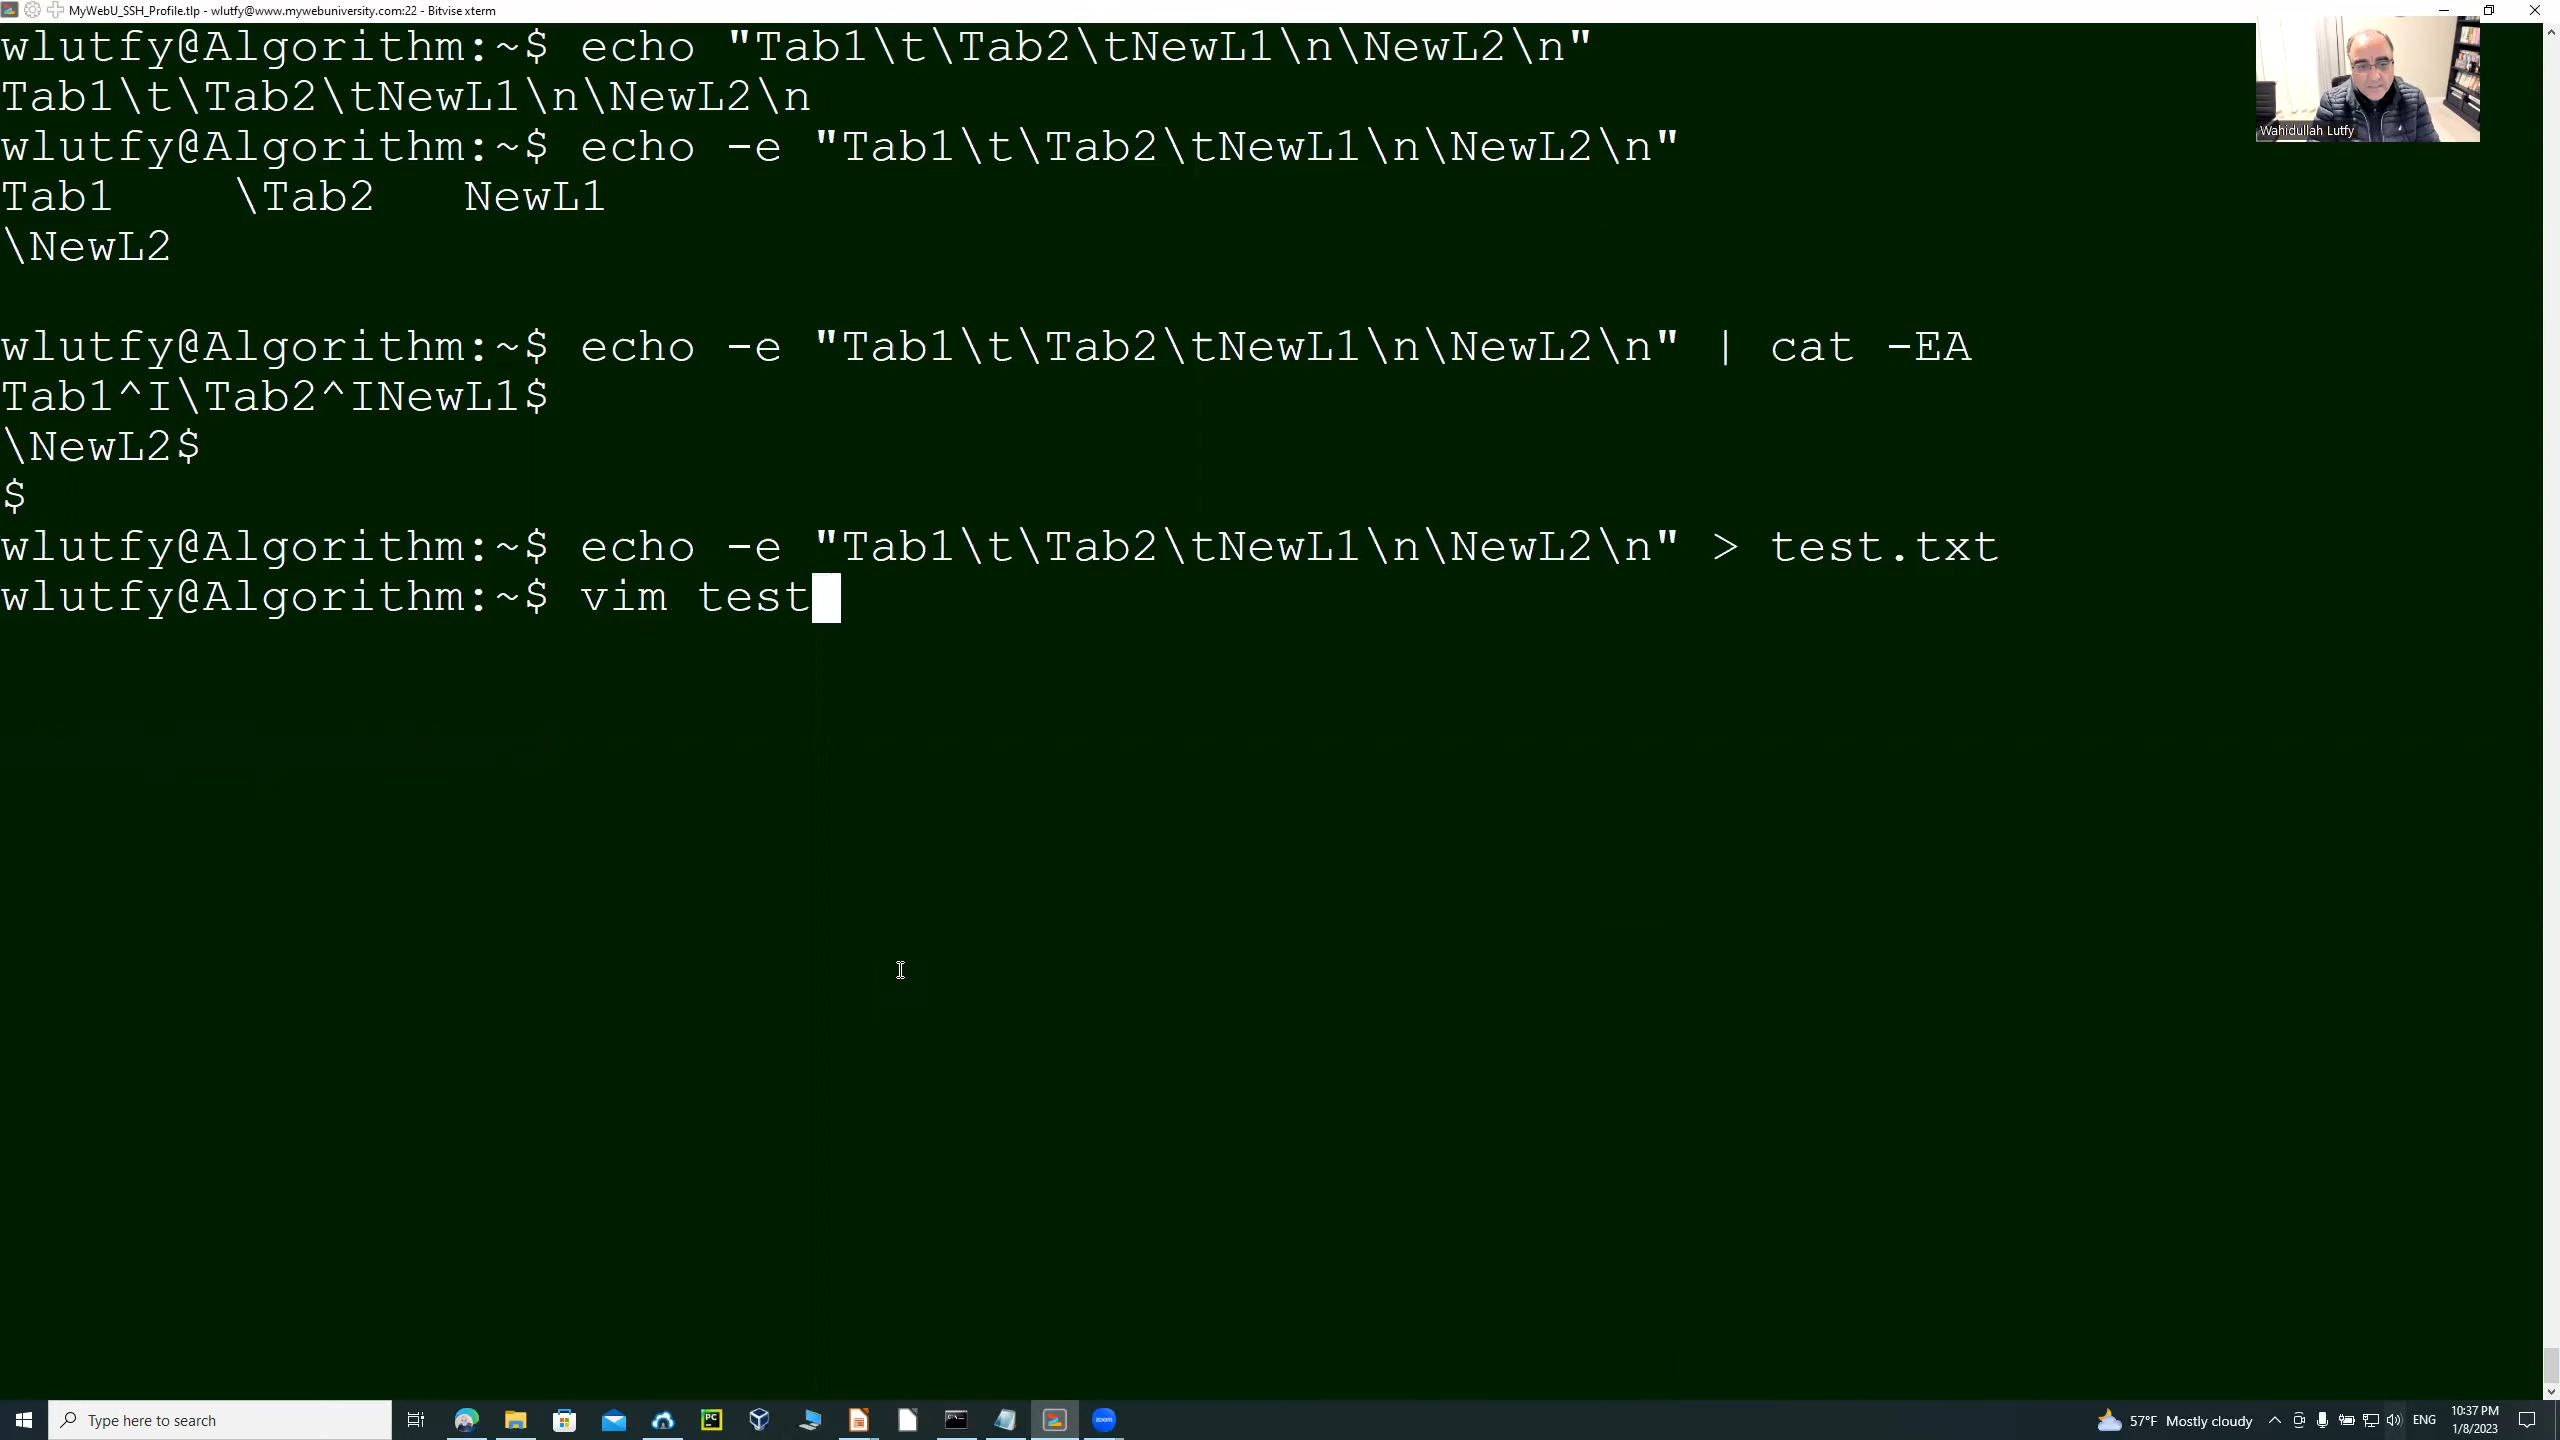 MyWebU_SSH_Profile.tlp - wlutfy@www.mywebuniversity.com:22 - Bitvise xterm
wlutfy@Algorithm:~$ echo "Tab1\t\Tab2\tNewL1\n\NewL2\n"
Tab1\t\Tab2\tNewL1\n\NewL2\n
wlutfy@Algorithm:~$ echo -e "Tab1\t\Tab2\tNewL1\n\NewL2\n"
Tab1	\Tab2	NewL1
\NewL2
wlutfy@Algorithm:~$ echo -e "Tab1\t\Tab2\tNewL1\n\NewL2\n" | cat -EA
Tab1^I\Tab2^INewL1$
\NewL2$
$
wlutfy@Algorithm:~$ echo -e "Tab1\t\Tab2\tNewL1\n\NewL2\n" > test.txt
wlutfy@Algorithm:~$ vim test
Wahidullah Lutfy
Type here to search
PC
zoom
57°F Mostly cloudy
ENG
10:37 PM
1/8/2023